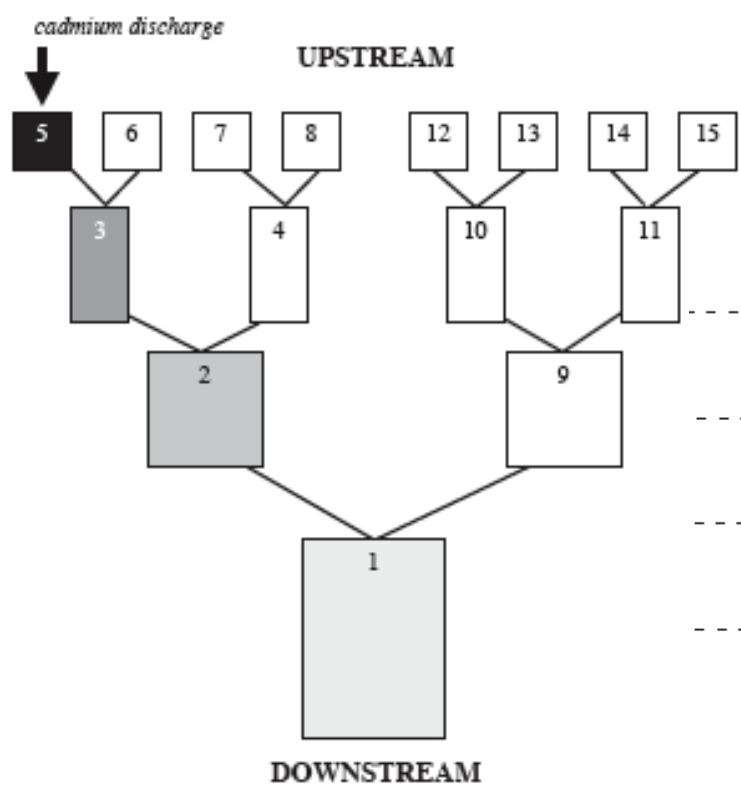 cadmium discharge
UPSTREAM
5 6 7 8 12 13 14 15
3 4 10 11
2 9
1
DOWNSTREAM